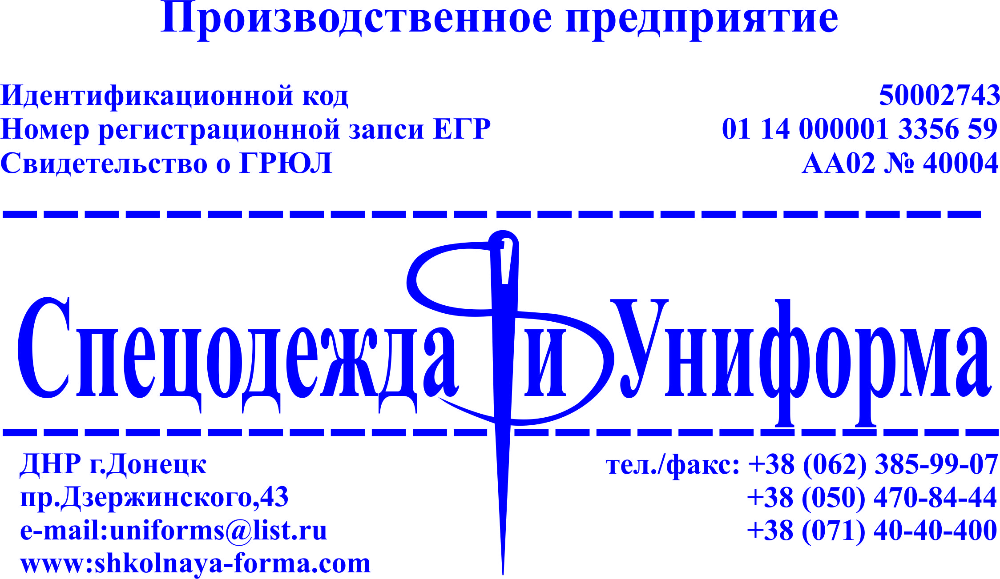 Производственное предприятие
Идентификационной код 50002743
Номер регистрационной запси ЕГР 01 14 000001 3356 59
Свидетельство о ГРЮЛ АА02 № 40004
Спецодежда и Униформа
ДНР г.Донецк тел./факс: +38 (062) 385-99-07
пр.Дзержинского,43 +38 (050) 470-84-44
e-mail:uniforms@list.ru +38 (071) 40-40-400
www:shkolnaya-forma.com